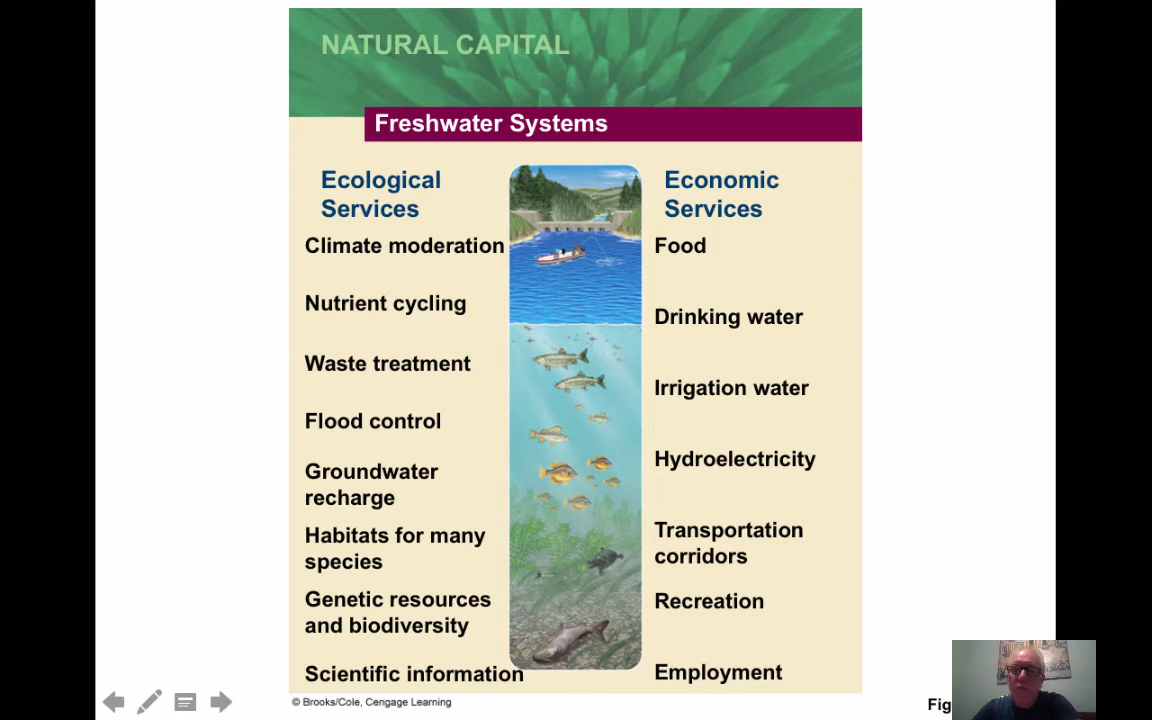 NATURAL CAPITAL
Freshwater Systems
Ecological
Services
Climate moderation
Nutrient cycling
Waste treatment
Flood control
Groundwater
recharge
Habitats for many
species
Genetic resources
and biodiversity
Scientific information
Economic
Services
Food
Drinking water
Irrigation water
Hydroelectricity
Transportation
corridors
Recreation
Employment
© Brooks/Cole, Cengage Learning
Fig